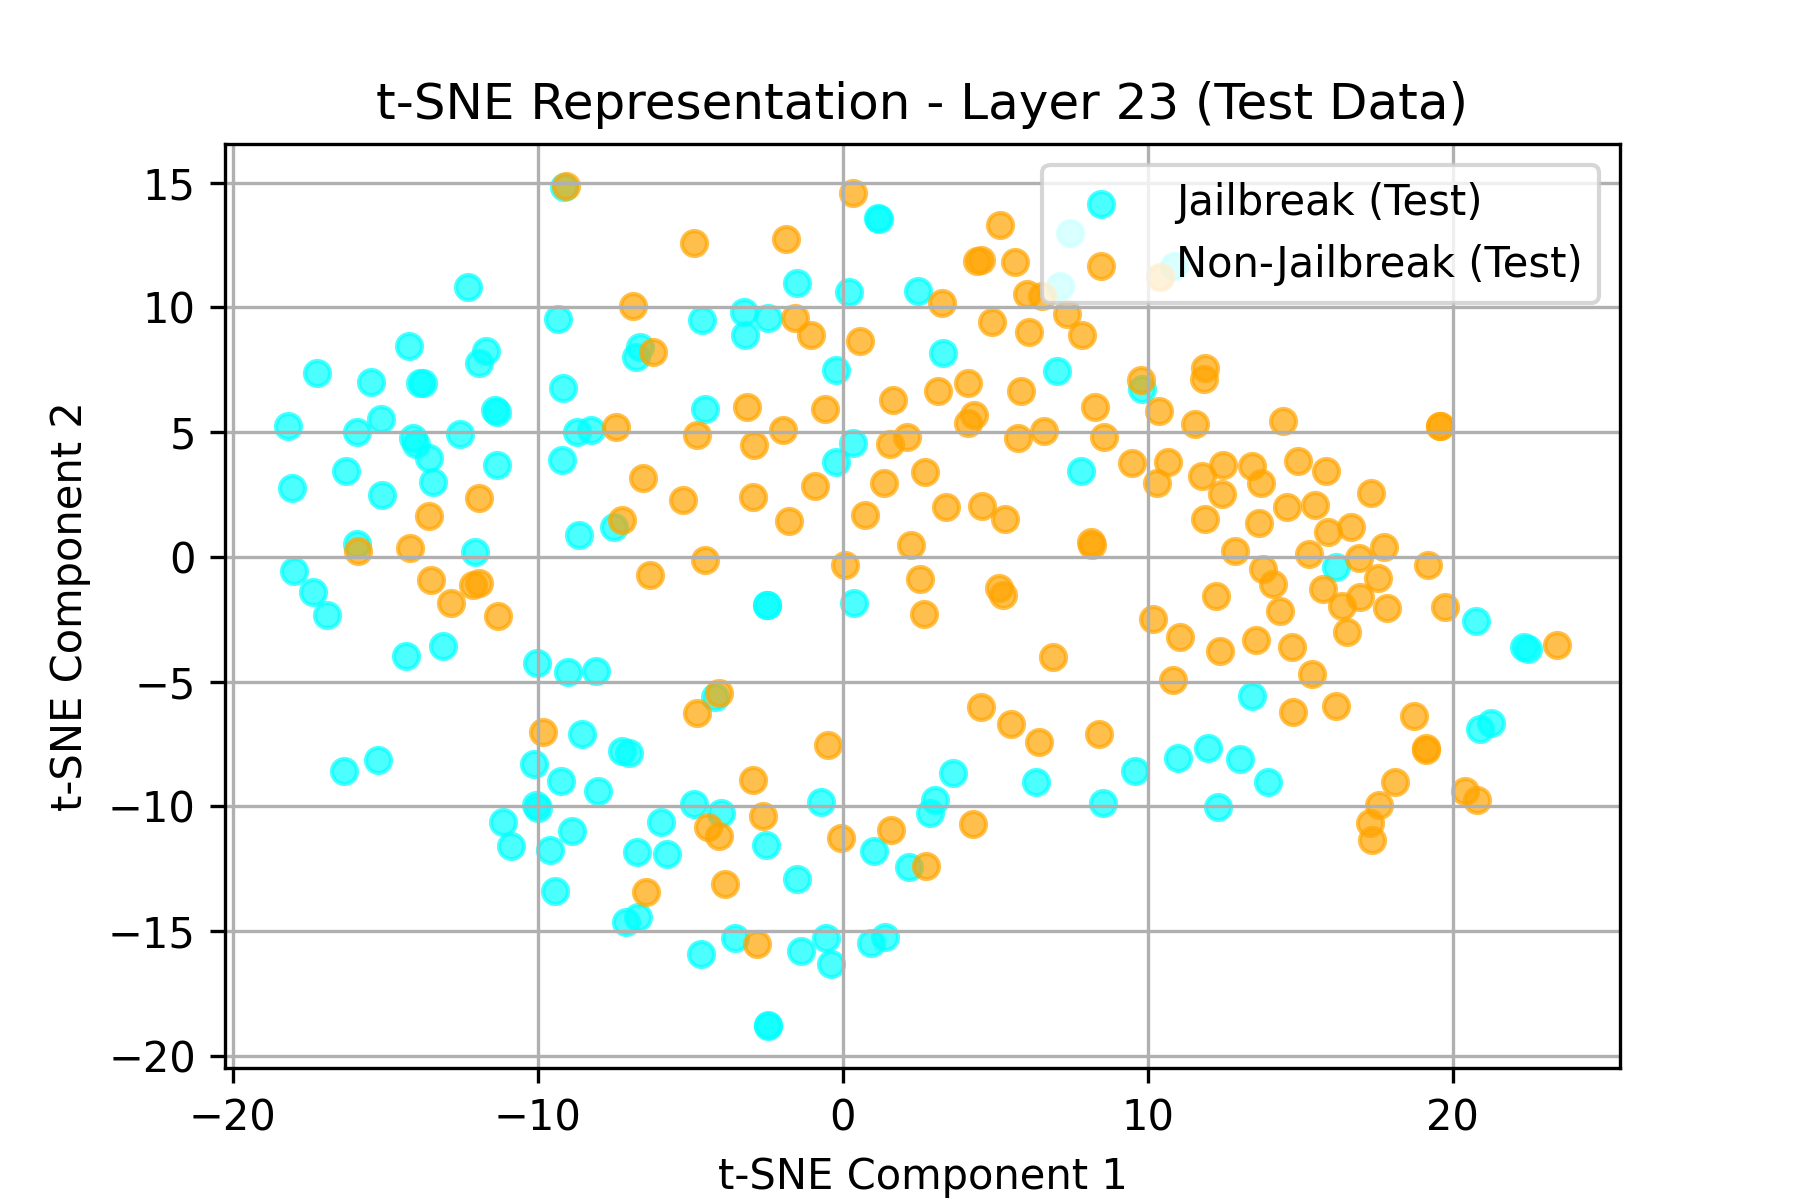 t-SNE Representation - Layer 23 (Test Data)
Jailbreak (Test)
Non-Jailbreak (Test)
15
10
5
0
−5
−10
−15
−20
t-SNE Component 2
−20
−10
0
10
20
t-SNE Component 1